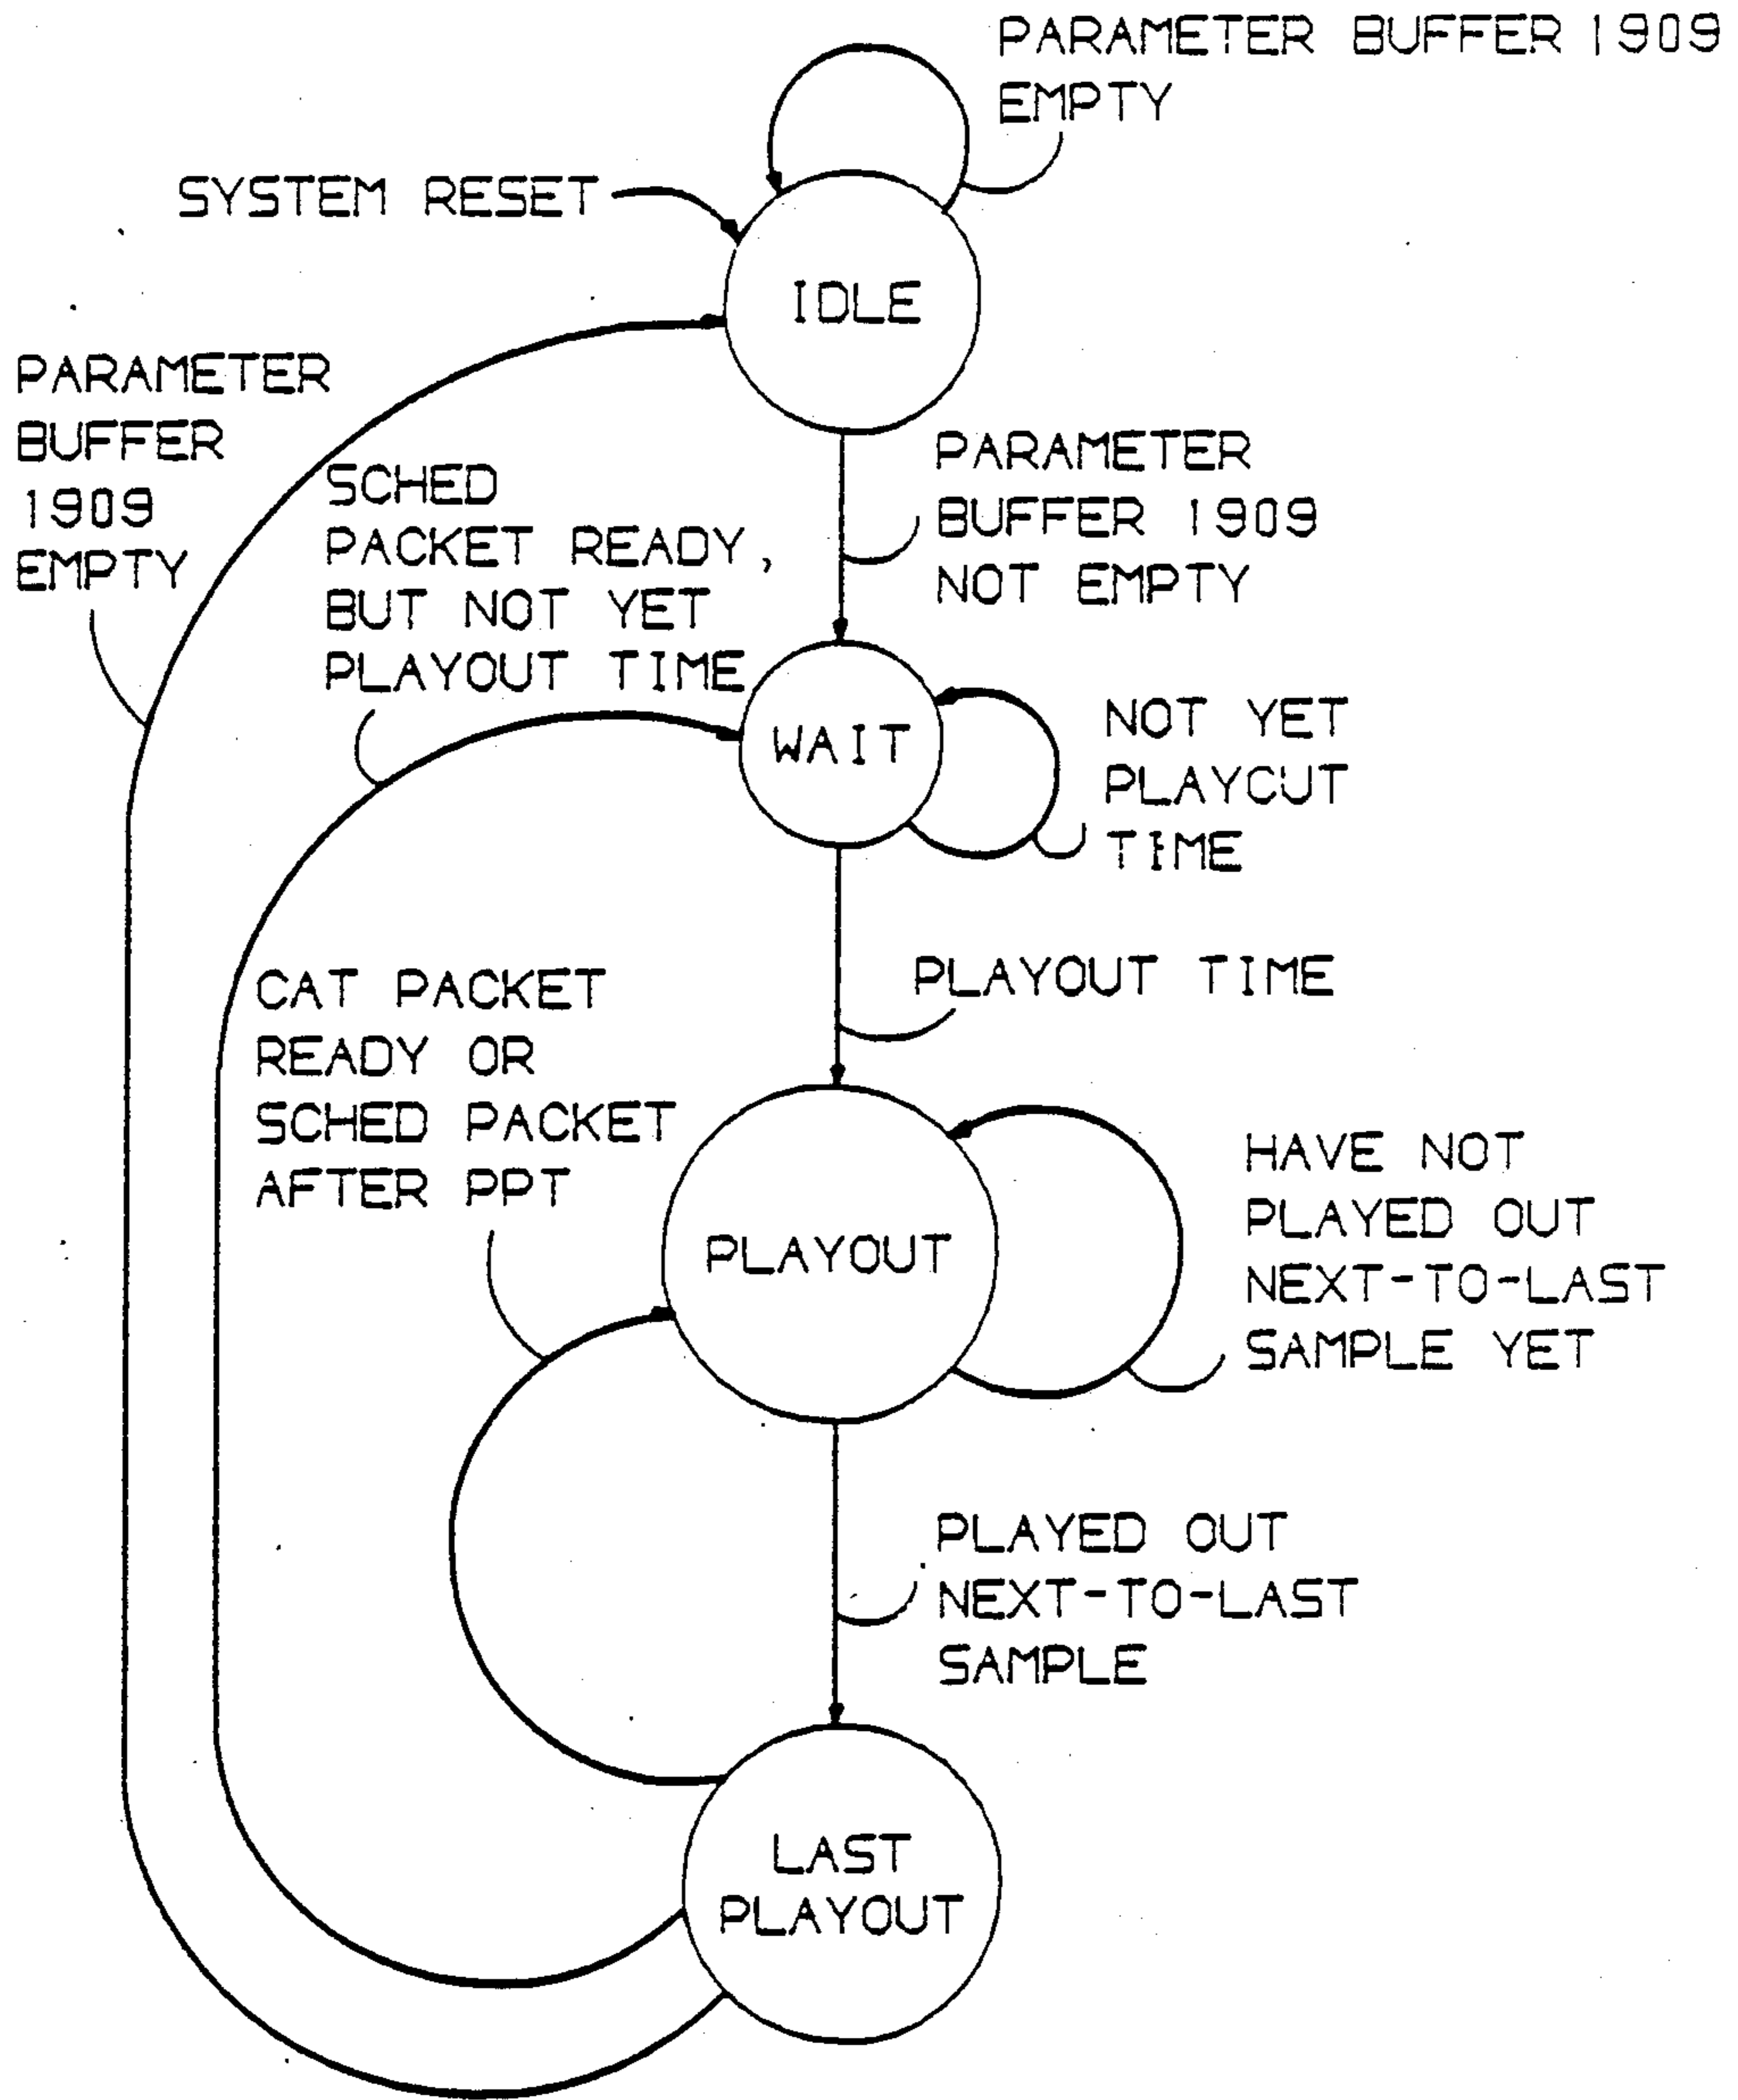 PARAMETER BUFFER 1909
EMPTY
SYSTEM RESET
IDLE
PARAMETER
BUFFER
1909
EMPTY
PARAMETER
BUFFER 1909
NOT EMPTY
SCHED
PACKET READY,
BUT NOT YET
PLAYOUT TIME
WAIT
NOT YET
PLAYCUT
TIME
PLAYOUT TIME
CAT PACKET
READY OR
SCHED PACKET
AFTER PPT
PLAYOUT
HAVE NOT
PLAYED OUT
NEXT-TO-LAST
SAMPLE YET
PLAYED OUT
NEXT-TO-LAST
SAMPLE
LAST
PLAYOUT